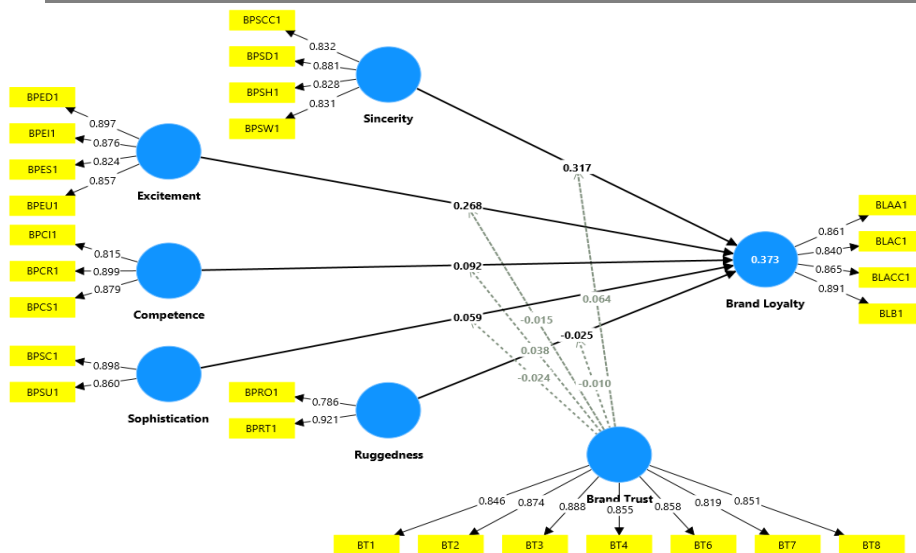 BPSCC1
0.832
BPSD1
0.881
BPSH1
0.828
BPSW1
0.831
Sincerity
BPED1
0.897
BPEI1
0.876
BPES1
0.824
BPEU1
0.857
Excitement
BPCI1
0.815
BPCR1
0.899
BPCS1
0.879
Competence
BPSC1
0.898
BPSU1
0.860
Sophistication
BPRO1
0.786
BPRT1
0.921
Ruggedness
0.317
0.268
0.092
0.059
-0.025
0.064
-0.015
0.038
-0.024
-0.010
0.373
Brand Loyalty
BLAA1
0.861
BLAC1
0.840
BLACC1
0.865
BLB1
0.891
Brand Trust
0.846
0.874
0.888
0.855
0.858
0.819
0.851
BT1
BT2
BT3
BT4
BT6
BT7
BT8